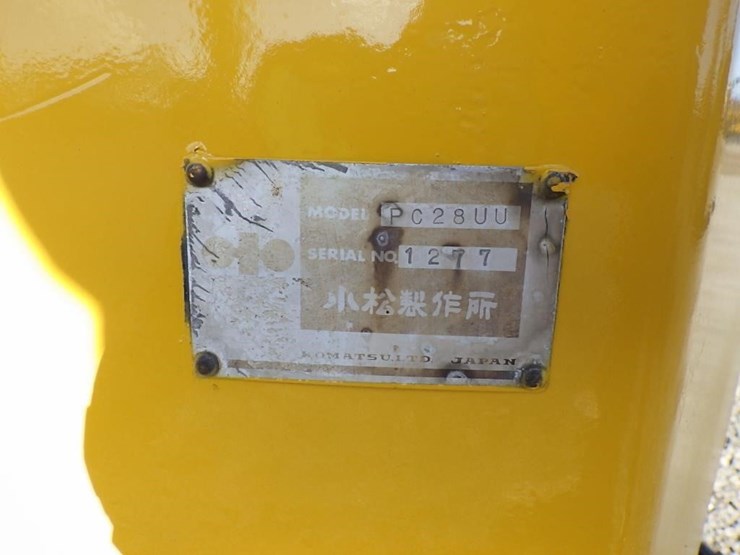 MODEL PC28UU
SERIAL NO. 1277
小松製作所
KOMATSU.LTD. JAPAN